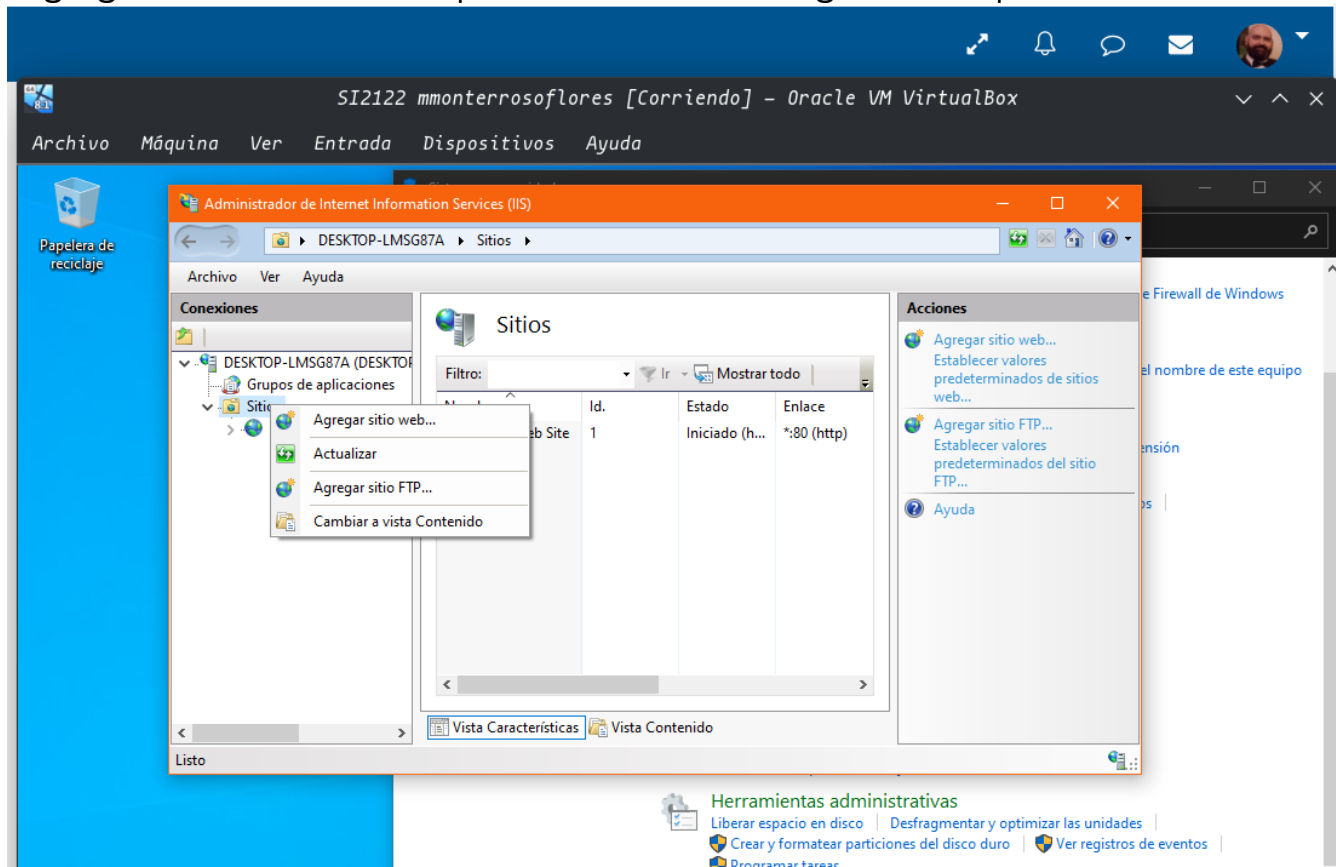 SI2122 mmonterrosoflores [Corriendo] – Oracle VM VirtualBox
Archivo Máquina Ver Entrada Dispositivos Ayuda
Papelera de
reciclaje
Administrador de Internet Information Services (IIS)
DESKTOP-LMSG87A Sitios
Archivo Ver Ayuda
Conexiones
DESKTOP-LMSG87A (DESKTOP
Grupos de aplicaciones
Agregar sitio web...
Actualizar
Agregar sitio FTP...
Cambiar a vista Contenido
Sitios
Filtro: Ir Mostrar todo
Id. Estado Enlace
Site 1 Iniciado (h... *:80 (http)
Vista Características Vista Contenido
Acciones
Agregar sitio web...
Establecer valores
predeterminados de sitios
web...
Agregar sitio FTP...
Establecer valores
predeterminados del sitio
FTP...
Ayuda
Listo
e Firewall de Windows
el nombre de este equipo
ensión
os
Herramientas administrativas
Liberar espacio en disco Desfragmentar y optimizar las unidades
Crear y formatear particiones del disco duro Ver registros de eventos
Programar tareas